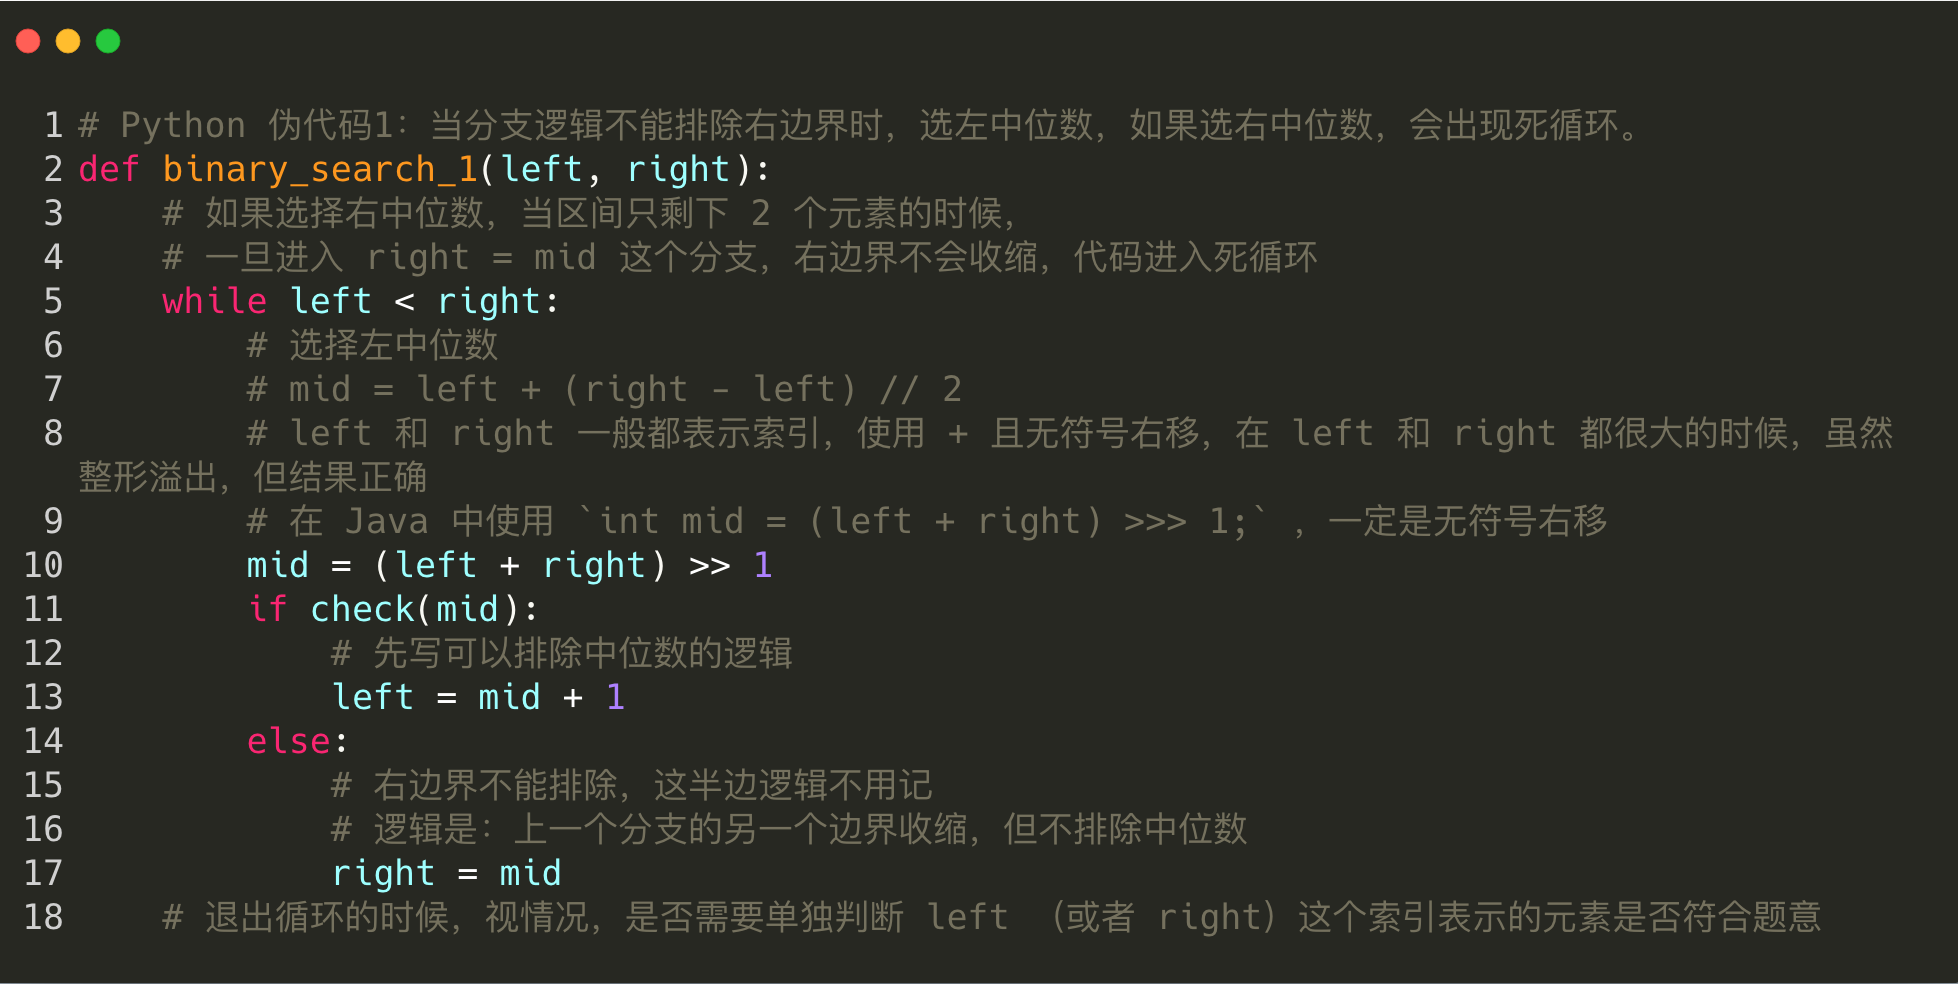 1 # Python 伪代码1：当分支逻辑不能排除右边界时，选左中位数，如果选右中位数，会出现死循环。
2 def binary_search_1(left, right):
3     # 如果选择右中位数，当区间只剩下 2 个元素的时候，
4     # 一旦进入 right = mid 这个分支，右边界不会收缩，代码进入死循环
5     while left < right:
6         # 选择左中位数
7         # mid = left + (right - left) // 2
8         # left 和 right 一般都表示索引，使用 + 且无符号右移，在 left 和 right 都很大的时候，虽然
整形溢出，但结果正确
9         # 在 Java 中使用 `int mid = (left + right) >>> 1;` ，一定是无符号右移
10         mid = (left + right) >> 1
11         if check(mid):
12             # 先写可以排除中位数的逻辑
13             left = mid + 1
14         else:
15             # 右边界不能排除，这半边逻辑不用记
16             # 逻辑是：上一个分支的另一个边界收缩，但不排除中位数
17             right = mid
18     # 退出循环的时候，视情况，是否需要单独判断 left （或者 right）这个索引表示的元素是否符合题意